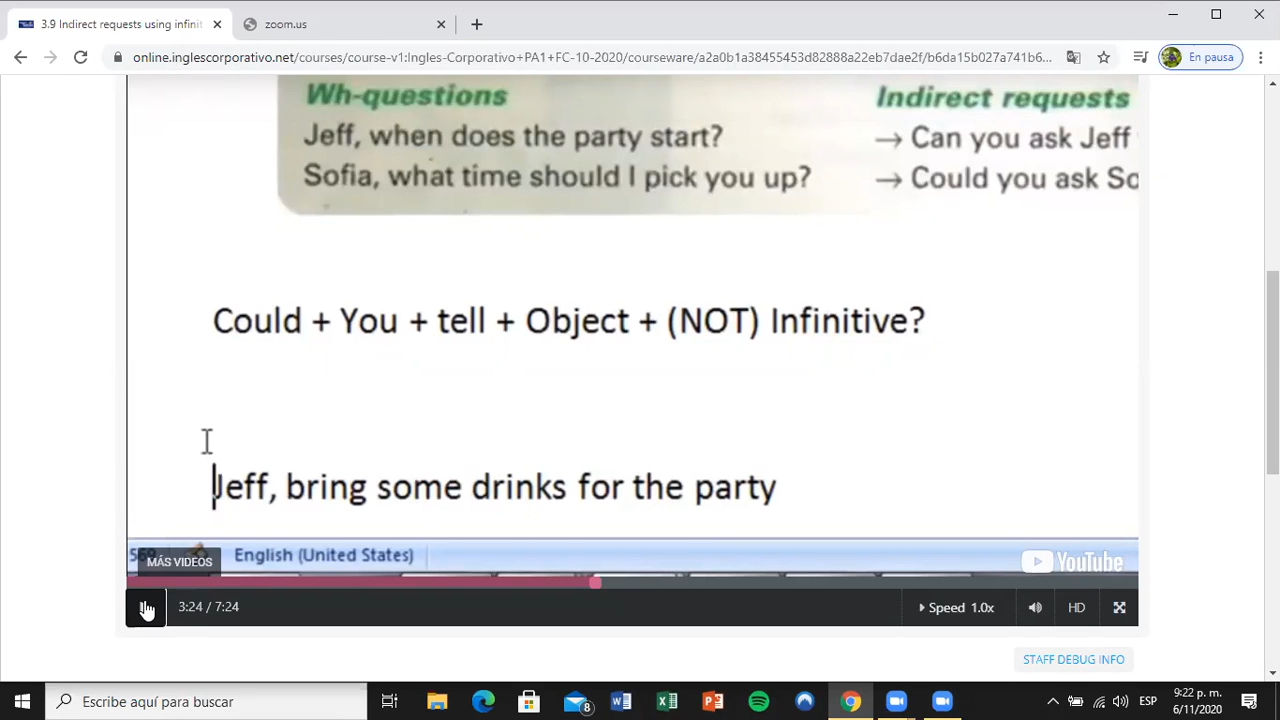 3.9 Indirect requests using infinit
zoom.us
online.inglescorporativo.net/courses/course-v1:Ingles-Corporativo+PA1+FC-10-2020/courseware/a2a0b1a38455453d82888a22eb7dae2f/b6da15b027a741b6...
En pausa
Wh-questions
Jeff, when does the party start?
Sofia, what time should I pick you up?
Indirect requests
→ Can you ask Jeff
→ Could you ask So
Could + You + tell + Object + (NOT) Infinitive?
Jeff, bring some drinks for the party
English (United States)
MÁS VIDEOS
YouTube
3:24 / 7:24
Speed 1.0x
HD
STAFF DEBUG INFO
Escribe aquí para buscar
8
ESP
9:22 p. m.
6/11/2020